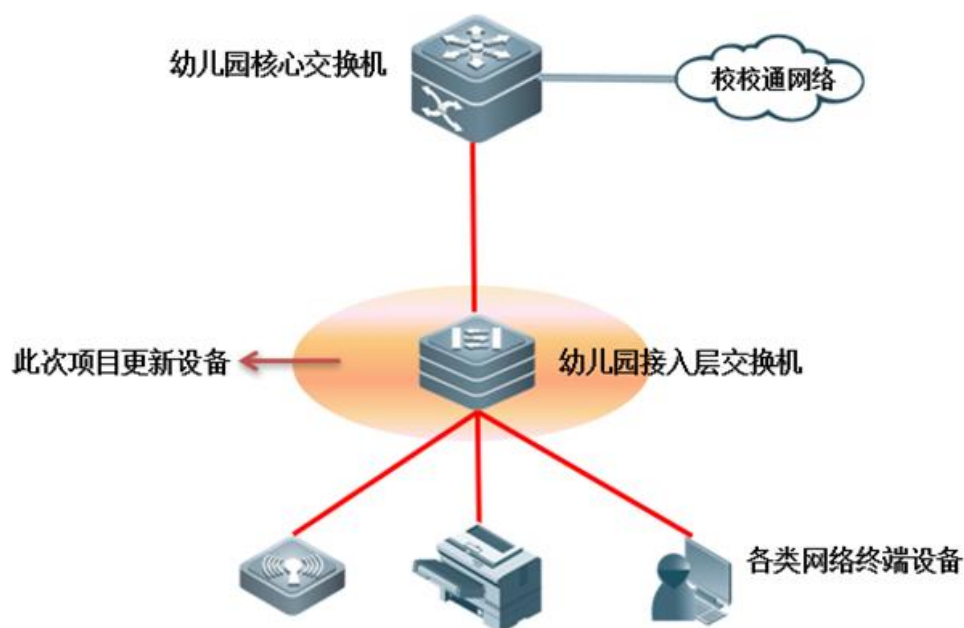 幼儿园核心交换机
校校通网络
此次项目更新设备
幼儿园接入层交换机
各类网络终端设备